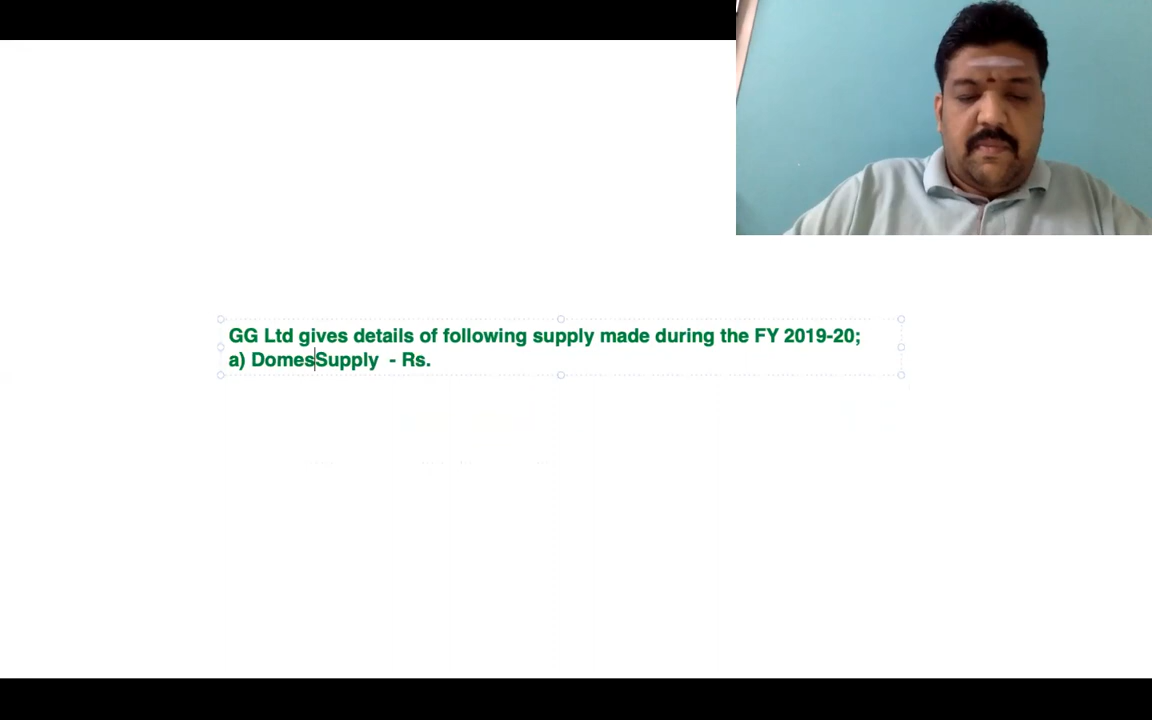 GG Ltd gives details of following supply made during the FY 2019-20;
a) DomesSupply - Rs.